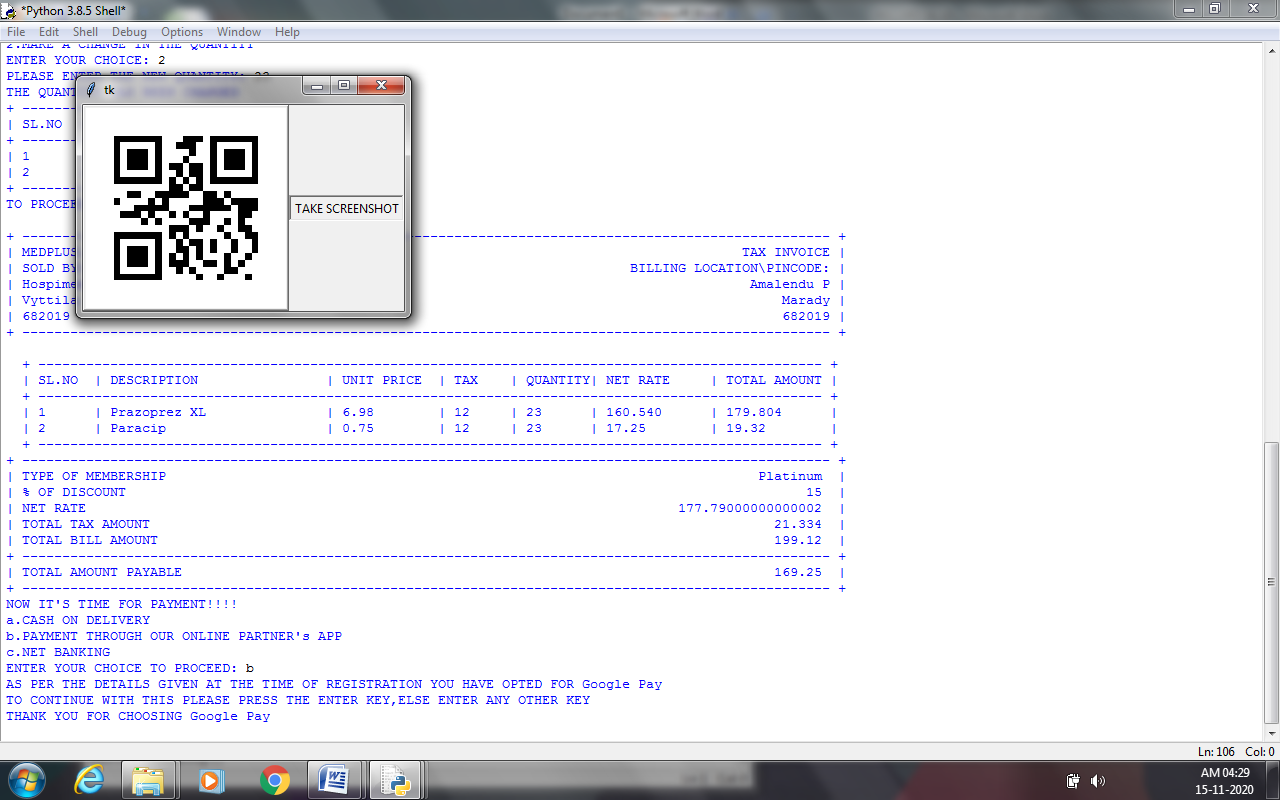 *Python 3.8.5 Shell*
File Edit Shell Debug Options Window Help
2.MAKE A CHANGE IN THE QUANTITY
ENTER YOUR CHOICE: 2
PLEASE ENTER THE NEW QUANTITY: 23
THE QUANT
tk
+ ------
| SL.NO
+ ------
| 1
| 2
+ ------
TO PROCEE
TAKE SCREENSHOT
+ ------ +
| MEDPLUS TAX INVOICE |
| SOLD BY BILLING LOCATION\PINCODE: |
| Hospime Amalendu P |
| Vyttila Marady |
| 682019 682019 |
+ ------ +
+ ------ +
| SL.NO | DESCRIPTION | UNIT PRICE | TAX | QUANTITY| NET RATE | TOTAL AMOUNT |
+ ------ +
| 1 | Prazoprez XL | 6.98 | 12 | 23 | 160.540 | 179.804 |
| 2 | Paracip | 0.75 | 12 | 23 | 17.25 | 19.32 |
+ ------ +
+ ------ +
| TYPE OF MEMBERSHIP Platinum |
| % OF DISCOUNT 15 |
| NET RATE 177.79000000000002 |
| TOTAL TAX AMOUNT 21.334 |
| TOTAL BILL AMOUNT 199.12 |
+ ------ +
| TOTAL AMOUNT PAYABLE 169.25 |
+ ------ +
NOW IT'S TIME FOR PAYMENT!!!!
a.CASH ON DELIVERY
b.PAYMENT THROUGH OUR ONLINE PARTNER's APP
c.NET BANKING
ENTER YOUR CHOICE TO PROCEED: b
AS PER THE DETAILS GIVEN AT THE TIME OF REGISTRATION YOU HAVE OPTED FOR Google Pay
TO CONTINUE WITH THIS PLEASE PRESS THE ENTER KEY,ELSE ENTER ANY OTHER KEY
THANK YOU FOR CHOOSING Google Pay
Ln: 106 Col: 0
AM 04:29
15-11-2020